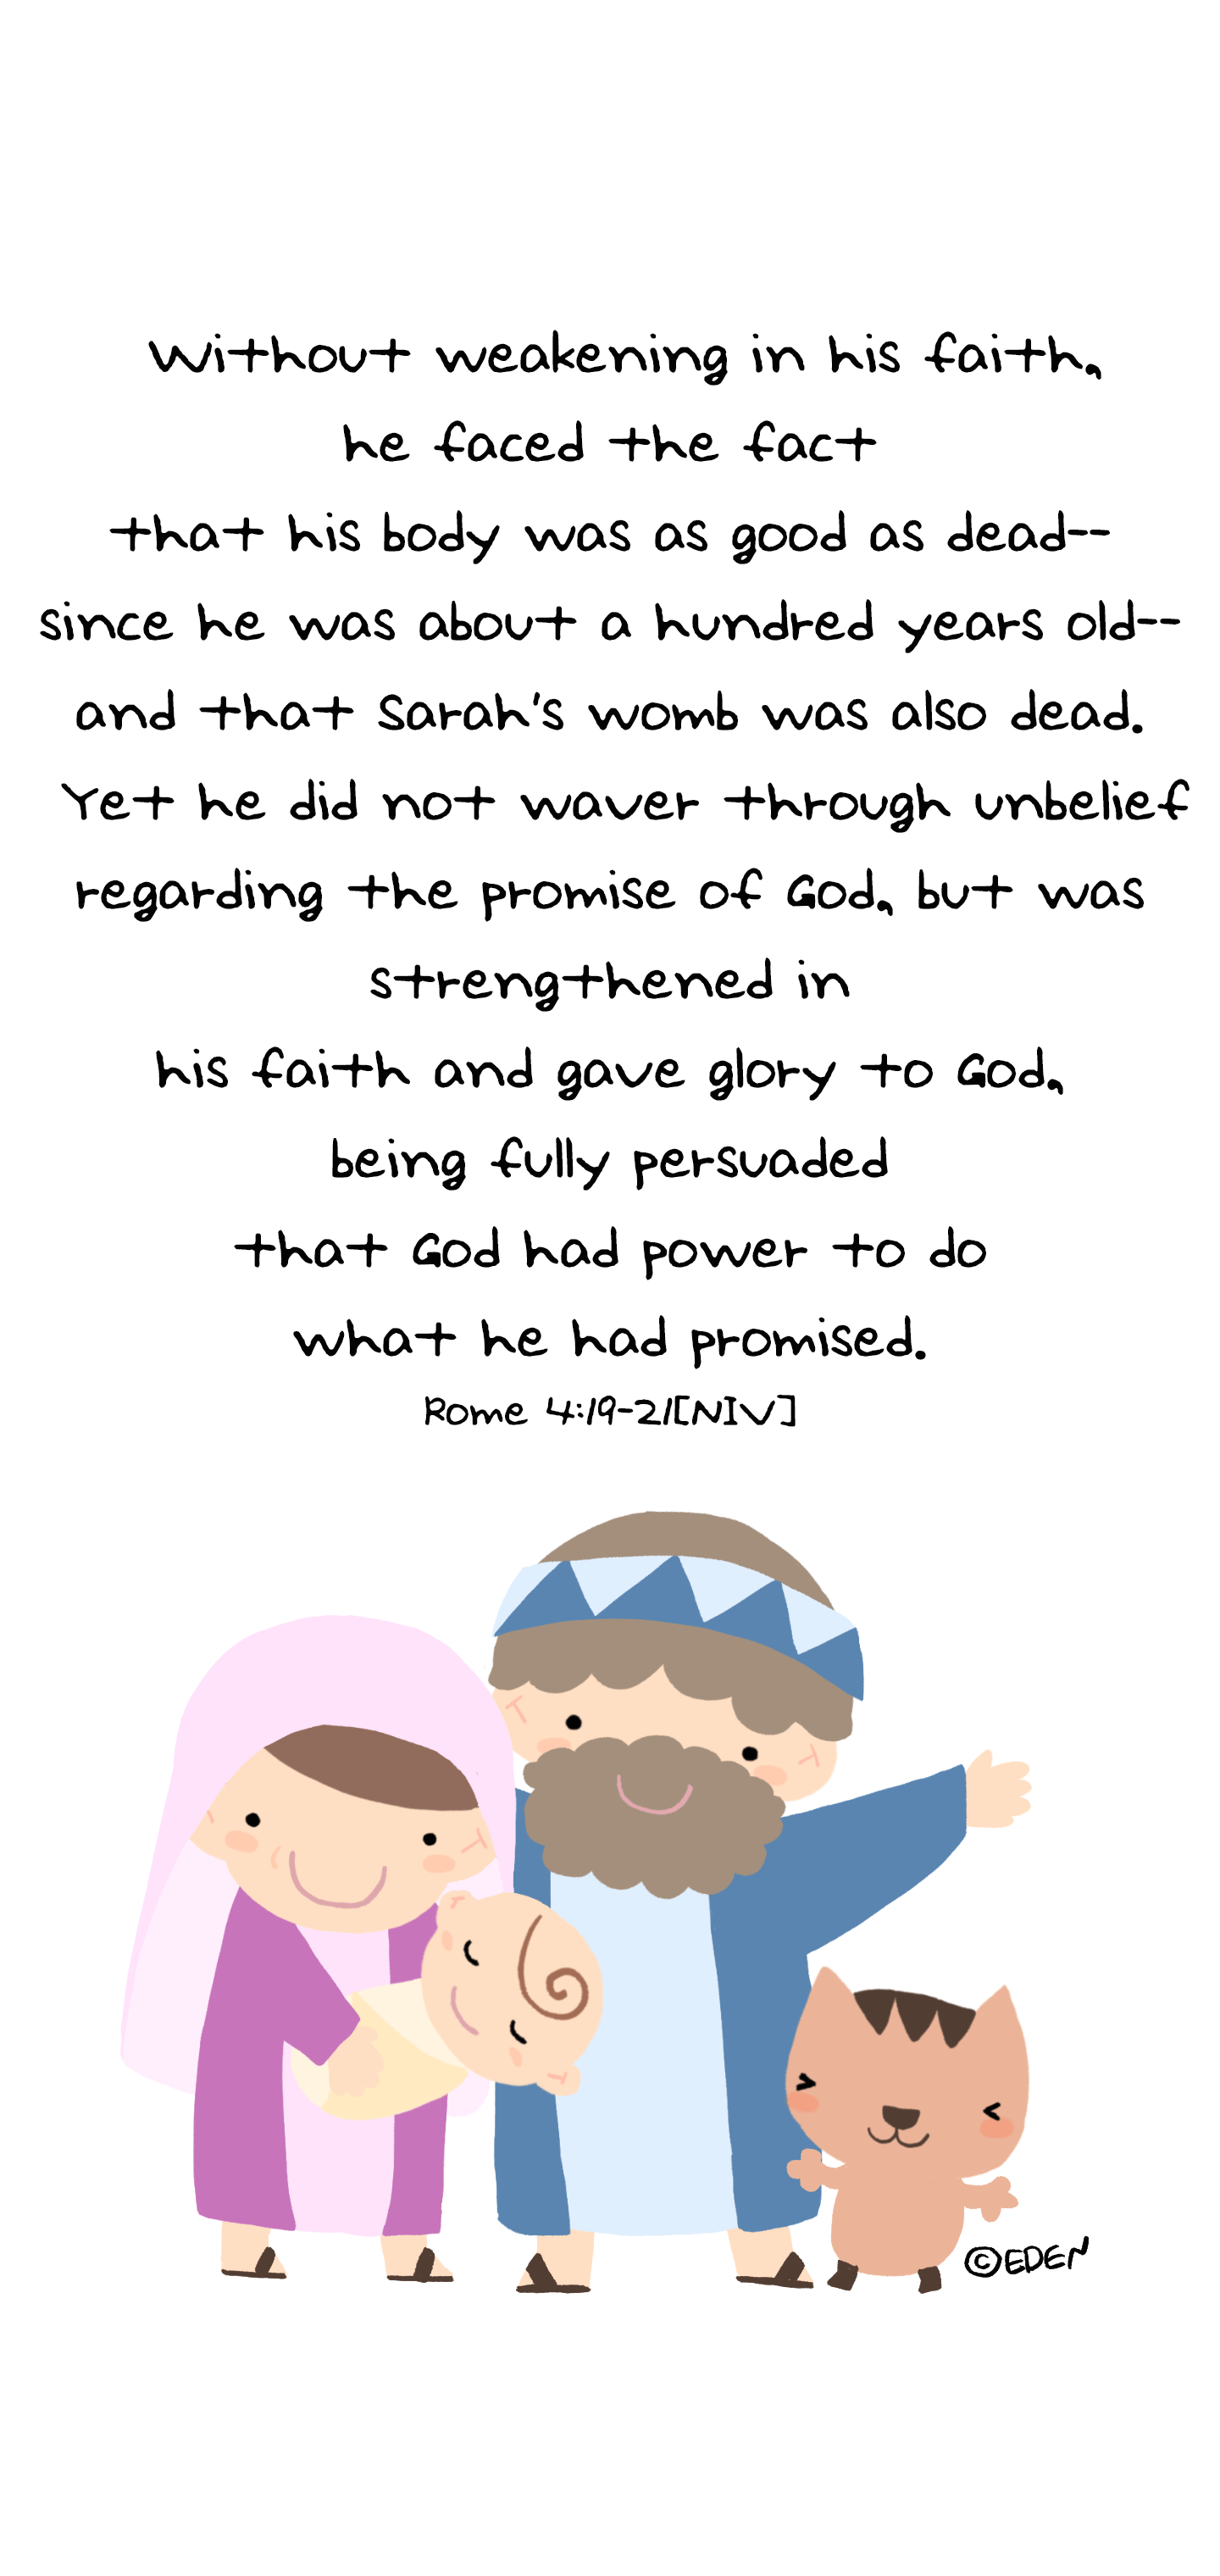 Without weakening in his faith,
he faced the fact
that his body was as good as dead--
since he was about a hundred years old--
and that Sarah's womb was also dead.
Yet he did not waver through unbelief
regarding the promise of God, but was
strengthened in
his faith and gave glory to God,
being fully persuaded
that God had power to do
what he had promised.
Rome 4:19-21[NIV]
©EDEN